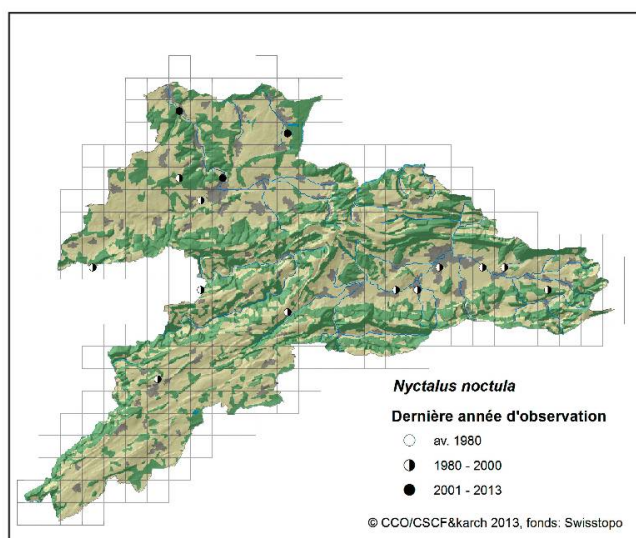 Nyctalus noctula
Dernière année d'observation
av. 1980
1980 - 2000
2001 - 2013
© CCO/CSCF&karch 2013, fonds: Swisstopo